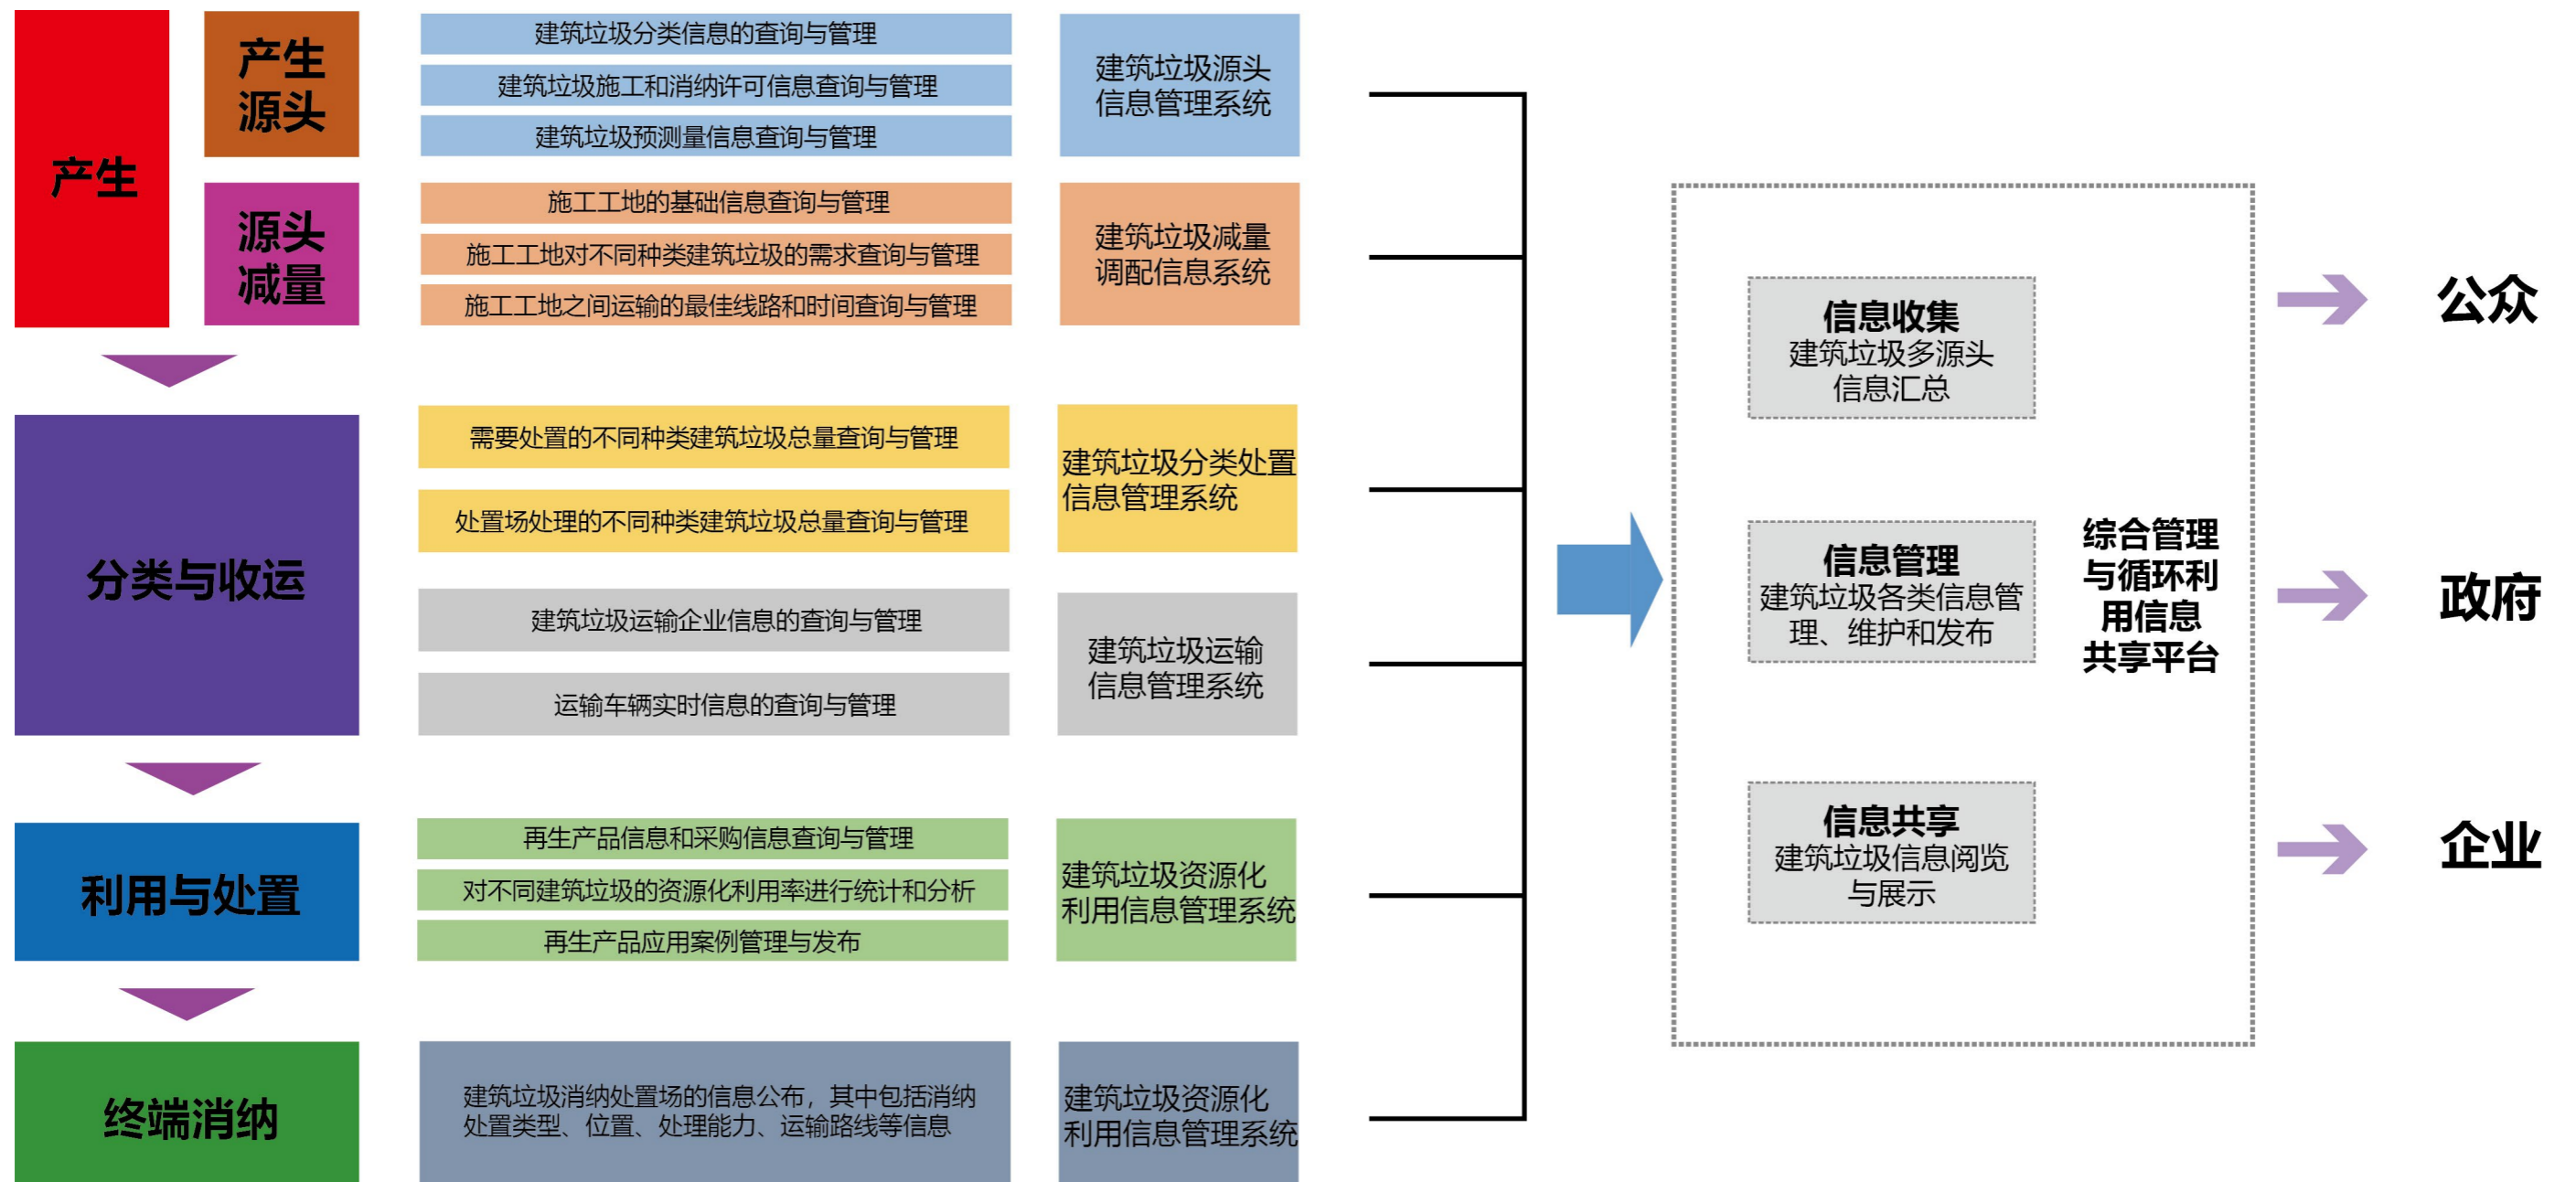 产生
产生
源头
建筑垃圾分类信息的查询与管理
建筑垃圾施工和消纳许可信息查询与管理
建筑垃圾预测量信息查询与管理
建筑垃圾源头
信息管理系统
源头
减量
施工工地的基础信息查询与管理
施工工地对不同种类建筑垃圾的需求查询与管理
施工工地之间运输的最佳线路和时间查询与管理
建筑垃圾减量
调配信息系统
分类与收运
需要处置的不同种类建筑垃圾总量查询与管理
处置场处理的不同种类建筑垃圾总量查询与管理
建筑垃圾分类处置
信息管理系统
建筑垃圾运输企业信息的查询与管理
运输车辆实时信息的查询与管理
建筑垃圾运输
信息管理系统
利用与处置
再生产品信息和采购信息查询与管理
对不同建筑垃圾的资源化利用率进行统计和分析
再生产品应用案例管理与发布
建筑垃圾资源化
利用信息管理系统
终端消纳
建筑垃圾消纳处置场的信息公布，其中包括消纳
处置类型、位置、处理能力、运输路线等信息
建筑垃圾资源化
利用信息管理系统
信息收集
建筑垃圾多源头
信息汇总
信息管理
建筑垃圾各类信息管
理、维护和发布
信息共享
建筑垃圾信息阅览
与展示
综合管理
与循环利
用信息
共享平台
公众
政府
企业